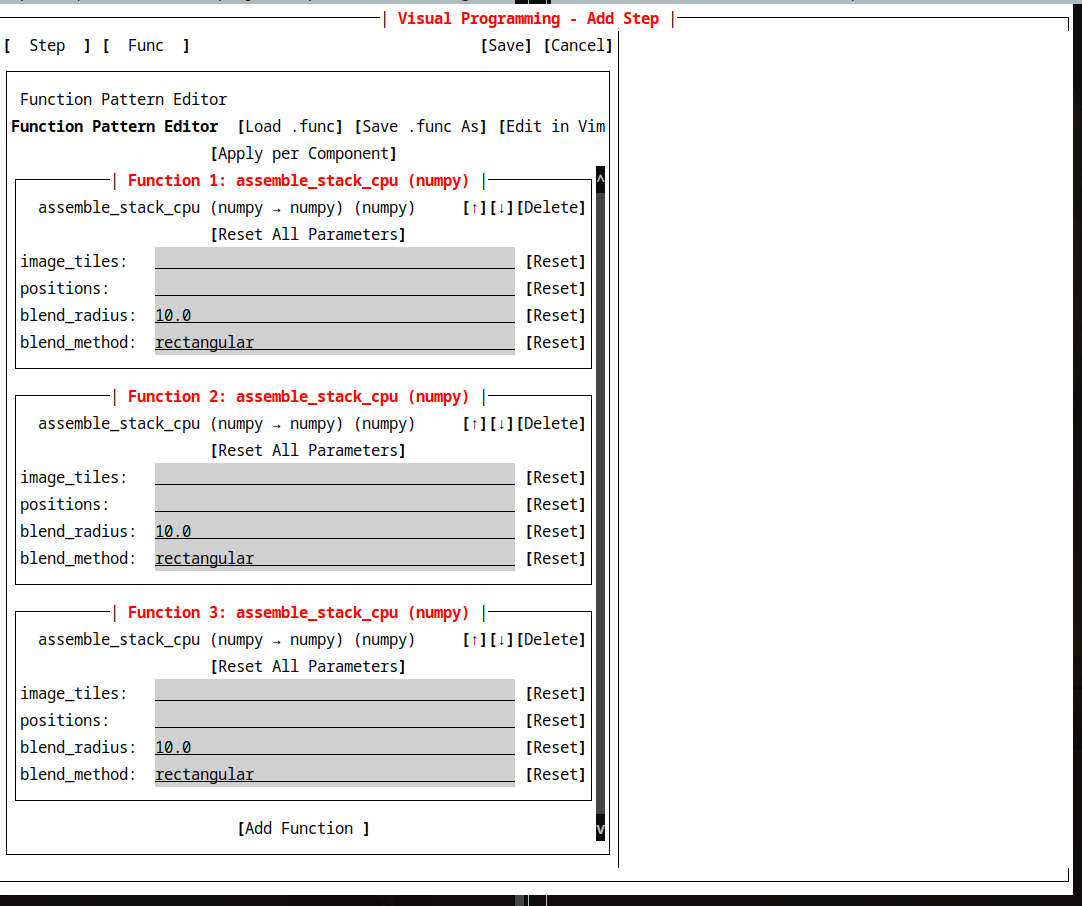 Visual Programming - Add Step
[ Step ] [ Func ] [Save] [Cancel]
Function Pattern Editor
Function Pattern Editor [Load .func] [Save .func As] [Edit in Vim
[Apply per Component]
Function 1: assemble_stack_cpu (numpy)
^
assemble_stack_cpu (numpy → numpy) (numpy) [↑][↓][Delete]
[Reset All Parameters]
image_tiles: [Reset]
positions: [Reset]
blend_radius: 10.0 [Reset]
blend_method: rectangular [Reset]
Function 2: assemble_stack_cpu (numpy)
assemble_stack_cpu (numpy → numpy) (numpy) [↑][↓][Delete]
[Reset All Parameters]
image_tiles: [Reset]
positions: [Reset]
blend_radius: 10.0 [Reset]
blend_method: rectangular [Reset]
Function 3: assemble_stack_cpu (numpy)
assemble_stack_cpu (numpy → numpy) (numpy) [↑][↓][Delete]
[Reset All Parameters]
image_tiles: [Reset]
positions: [Reset]
blend_radius: 10.0 [Reset]
blend_method: rectangular [Reset]
[Add Function ]
v